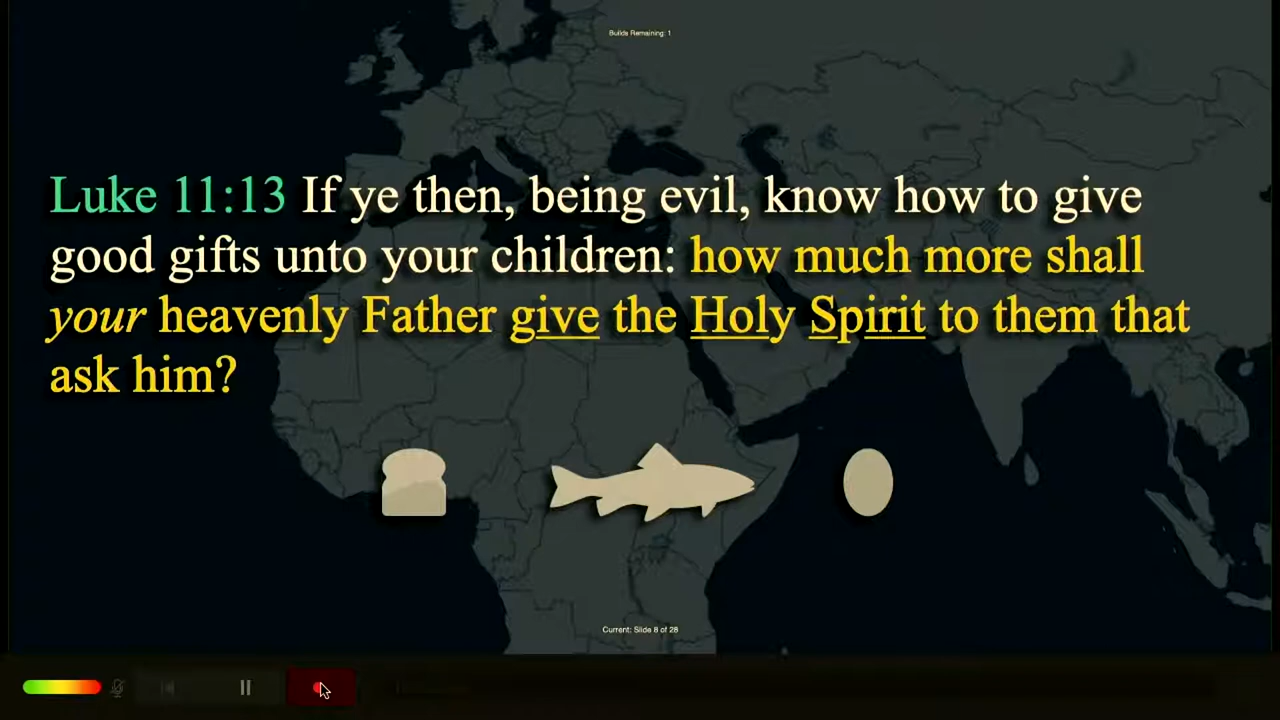 Builds Remaining: 1
Luke 11:13 If ye then, being evil, know how to give
good gifts unto your children: how much more shall
your heavenly Father give the Holy Spirit to them that
ask him?
Current: Slide 8 of 28